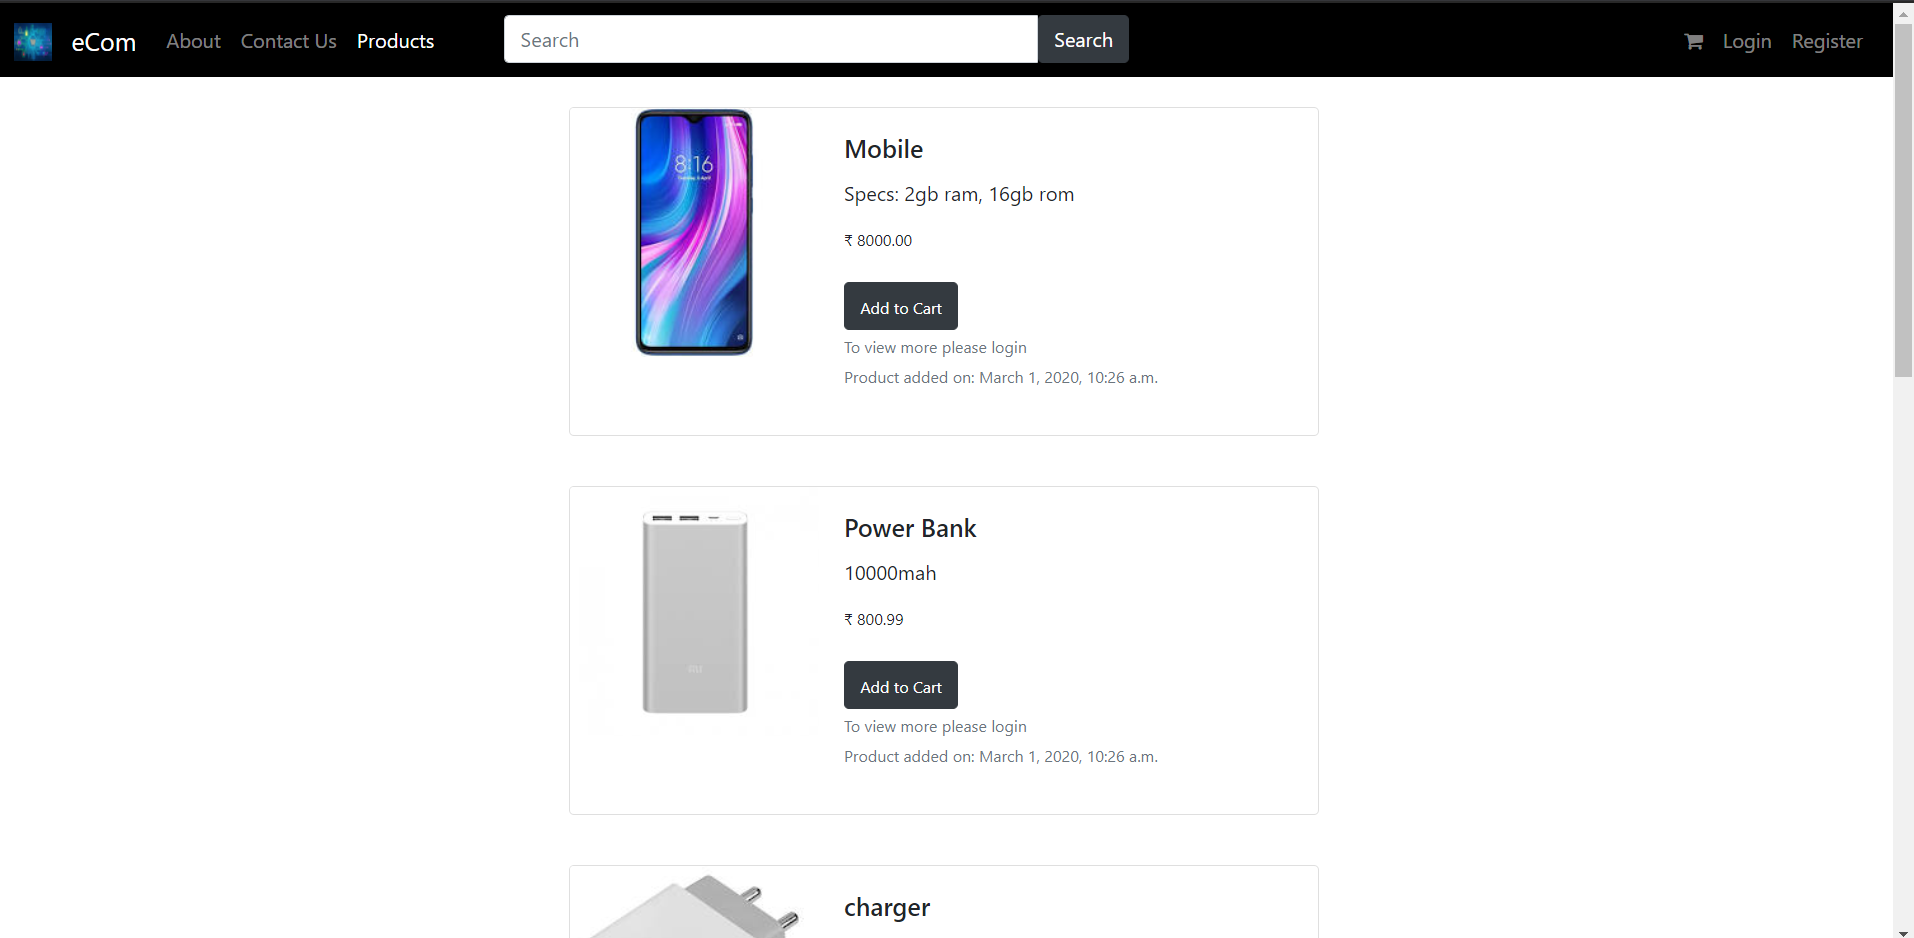 eCom About Contact Us Products Search Search Login Register
8:16
Mobile
Specs: 2gb ram, 16gb rom
₹ 8000.00
Add to Cart
To view more please login
Product added on: March 1, 2020, 10:26 a.m.
Power Bank
10000mah
₹ 800.99
Add to Cart
To view more please login
Product added on: March 1, 2020, 10:26 a.m.
charger